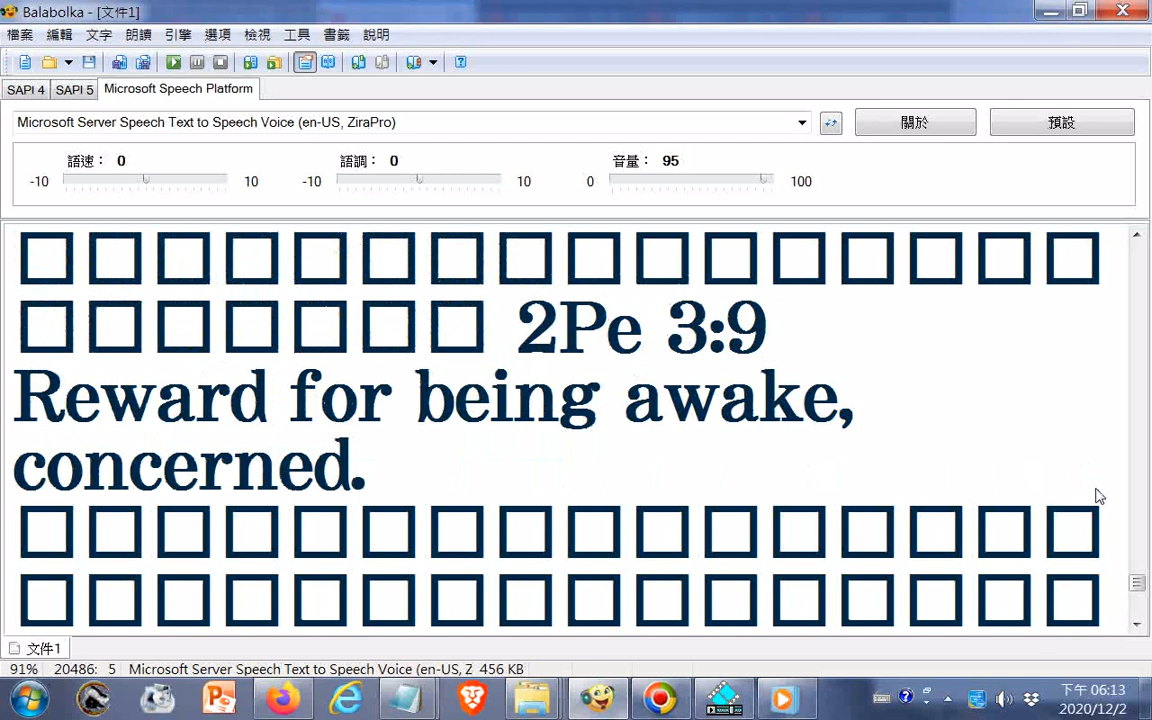 Balabolka - [文件1]
檔案 編輯 文字 朗讀 引擎 選項 檢視 工具 書籤 說明
SAPI 4 SAPI 5 Microsoft Speech Platform
Microsoft Server Speech Text to Speech Voice (en-US, ZiraPro) 關於 預設
語速： 0 語調： 0 音量： 95
-10 10 -10 10 0 100
□□□□□□□□□□□□□□□□
□□□□□□□ 2Pe 3:9
Reward for being awake,
concerned.
□□□□□□□□□□□□□□□□
□□□□□□□□□□□□□□□□
文件1
91% 20486: 5 Microsoft Server Speech Text to Speech Voice (en-US, Z 456 KB
下午 06:13
2020/12/2